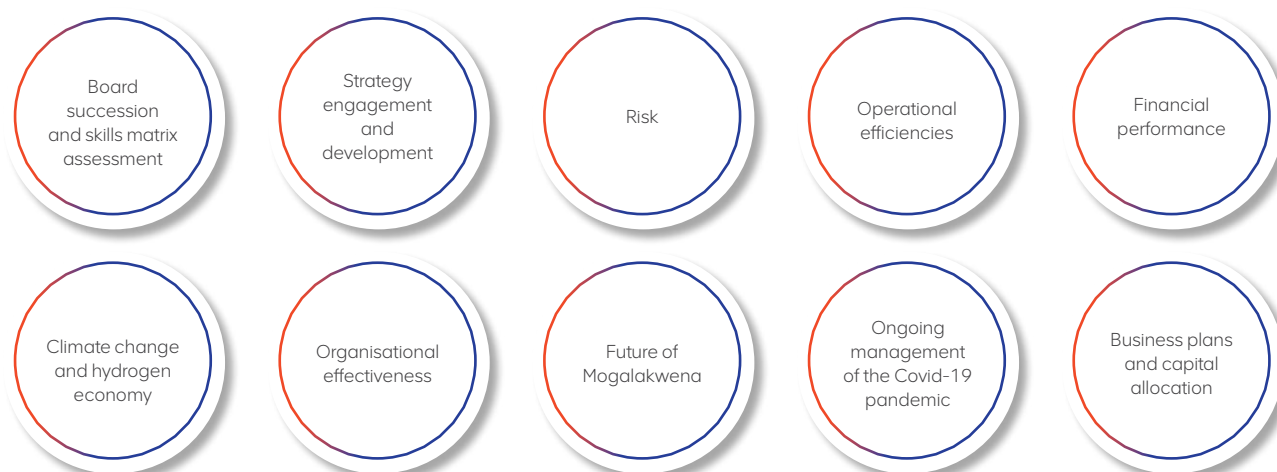 Board
succession
and skills matrix
assessment
Strategy
engagement
and
development
Risk
Operational
efficiencies
Financial
performance
Climate change
and hydrogen
economy
Organisational
effectiveness
Future of
Mogalakwena
Ongoing
management
of the Covid-19
pandemic
Business plans
and capital
allocation